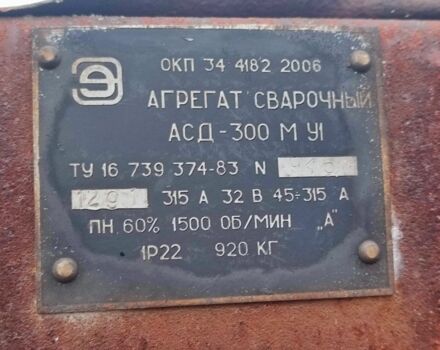 ОКП 34 4182 2006
АГРЕГАТ СВАРОЧНЫЙ
АСД-300 М У1
ТУ 16 739 374-83 N
315 А 32 В 45÷315 А
ПН 60% 1500 ОБ/МИН „А"
1Р22 920 КГ